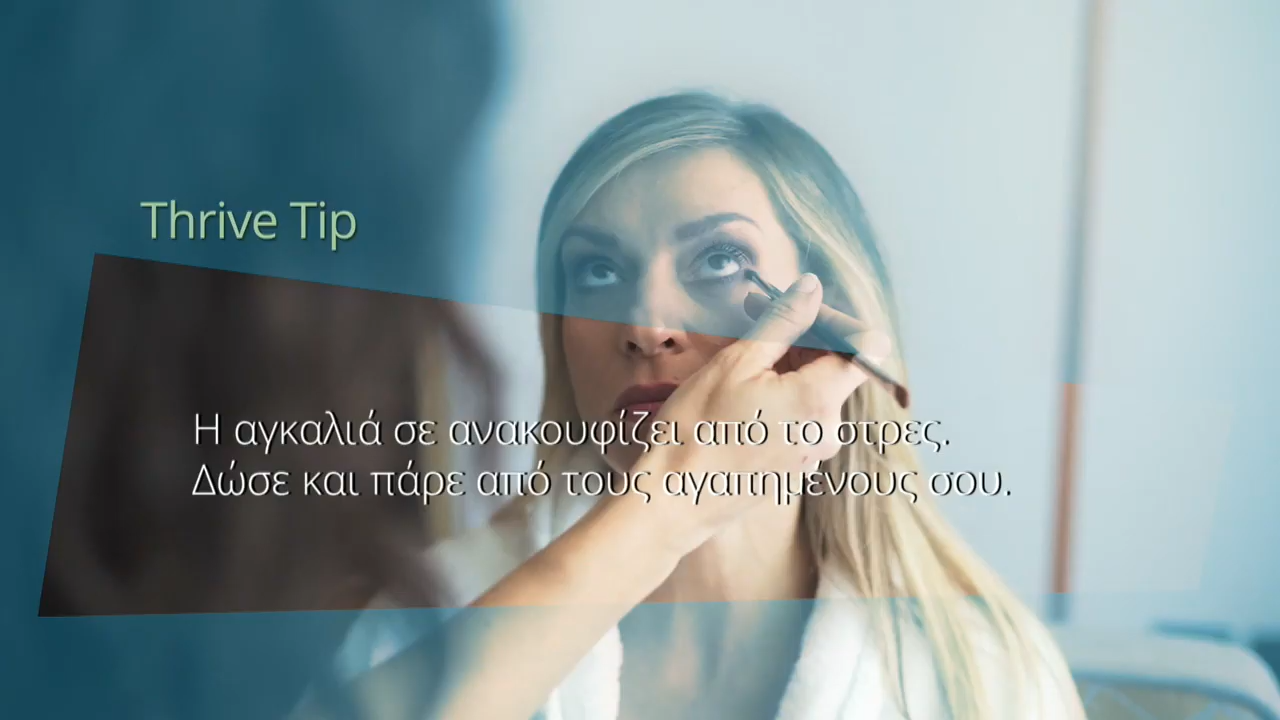 Thrive Tip
Η αγκαλιά σε ανακουφίζει από το στρες.
Δώσε και πάρε από τους αγαπημένους σου.